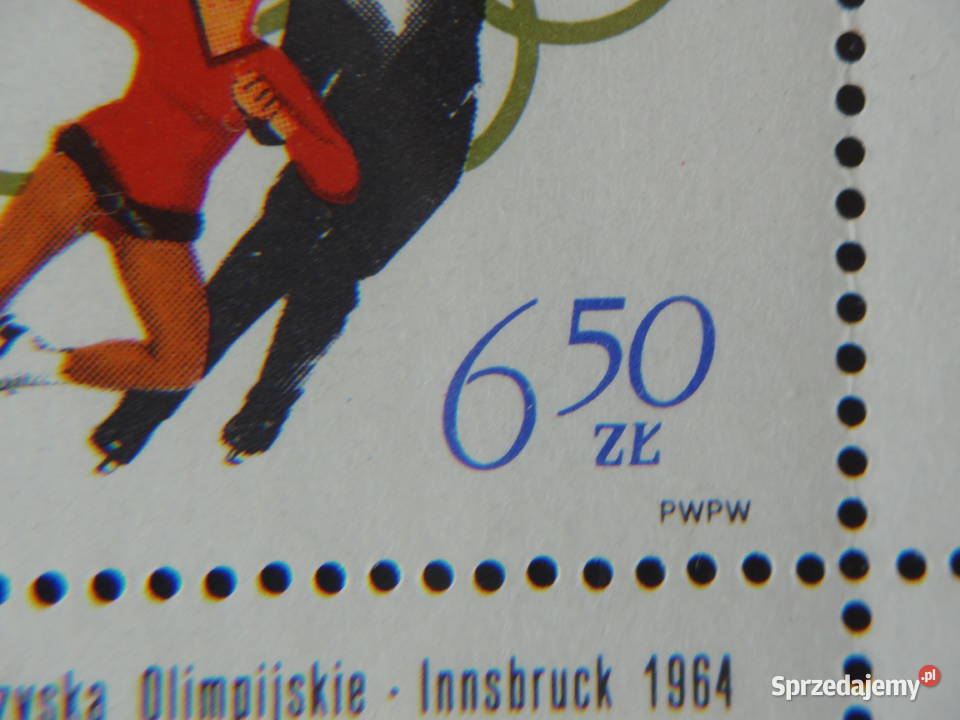 6 50
ZŁ
PWPW
Olimpijskie · Innsbruck 1964
Sprzedajemy.pl